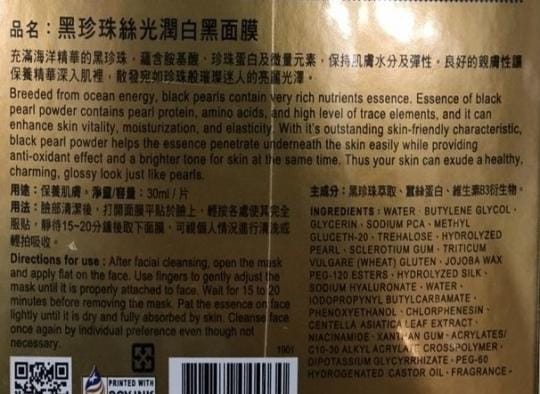 品名：黑珍珠絲光潤白黑面膜
充滿海洋精華的黑珍珠，蘊含胺基酸、珍珠蛋白及微量元素，保持肌膚水分及彈性。良好的親膚性讓
保養精華深入肌裡，散發宛如珍珠般璀璨迷人的亮麗光澤。
Breeded from ocean energy, black pearls contain very rich nutrients essence. Essence of black
pearl powder contains pearl protein, amino acids, and high level of trace elements, and it can
enhance skin vitality, moisturization, and elasticity. With it's outstanding skin-friendly characteristic,
black pearl powder helps the essence penetrate underneath the skin easily while providing
anti-oxidant effect and a brighter tone for skin at the same time. Thus your skin can exude a healthy,
charming, glossy look just like pearls.
用途：保養肌膚。淨重/容量：30ml / 片
用法：臉部清潔後，打開面膜平貼於臉上，輕按各處使其完全
服貼，靜待15~20分鐘後取下面膜，可視個人情況進行清洗或
輕拍吸收。
Directions for use : After facial cleansing, open the mask
and apply flat on the face. Use fingers to gently adjust the
mask until it is properly attached to face. Wait for 15 to 20
minutes before removing the mask. Pat the essence on face
lightly until it is dry and fully absorbed by skin. Cleanse face
once again by individual preference even though not
necessary.
1901
主成分：黑珍珠萃取、蠶絲蛋白、維生素B3衍生物。
INGREDIENTS : WATER、BUTYLENE GLYCOL、
GLYCERIN、SODIUM PCA、METHYL
GLUCETH-20、TREHALOSE、HYDROLYZED
PEARL、SCLEROTIUM GUM、TRITICUM
VULGARE (WHEAT) GLUTEN、JOJOBA WAX
PEG-120 ESTERS、HYDROLYZED SILK、
SODIUM HYALURONATE、WATER、
IODOPROPYNYL BUTYLCARBAMATE、
PHENOXYETHANOL、CHLORPHENESIN、
CENTELLA ASIATICA LEAF EXTRACT、
NIACINAMIDE、XANTHAN GUM、ACRYLATES/
C10-30 ALKYL ACRYLATE CROSSPOLYMER、
DIPOTASSIUM GLYCYRRHIZATE、PEG-60
HYDROGENATED CASTOR OIL、FRAGRANCE、
PRINTED WITH
SOY INK